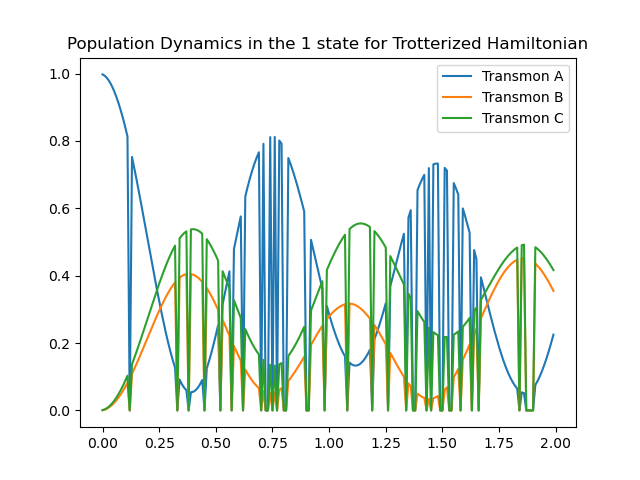 Population Dynamics in the 1 state for Trotterized Hamiltonian
Transmon A
Transmon B
Transmon C
1.0
0.8
0.6
0.4
0.2
0.0
0.00 0.25 0.50 0.75 1.00 1.25 1.50 1.75 2.00